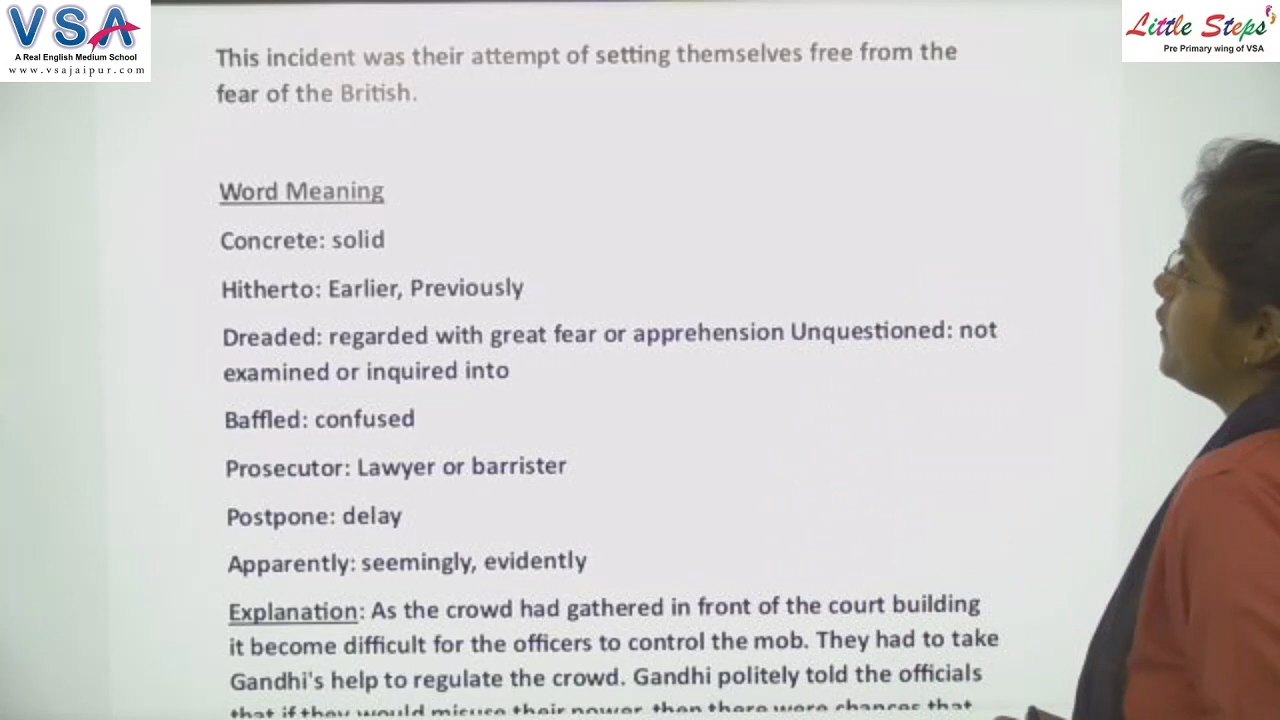 VSA
A Real English Medium School
www.vsajaipur.com
Little Steps
Pre Primary wing of VSA
This incident was their attempt of setting themselves free from the
fear of the British.
Word Meaning
Concrete: solid
Hitherto: Earlier, Previously
Dreaded: regarded with great fear or apprehension Unquestioned: not
examined or inquired into
Baffled: confused
Prosecutor: Lawyer or barrister
Postpone: delay
Apparently: seemingly, evidently
Explanation: As the crowd had gathered in front of the court building
it become difficult for the officers to control the mob. They had to take
Gandhi's help to regulate the crowd. Gandhi politely told the officials
that if they would misuse their power then there were chances that